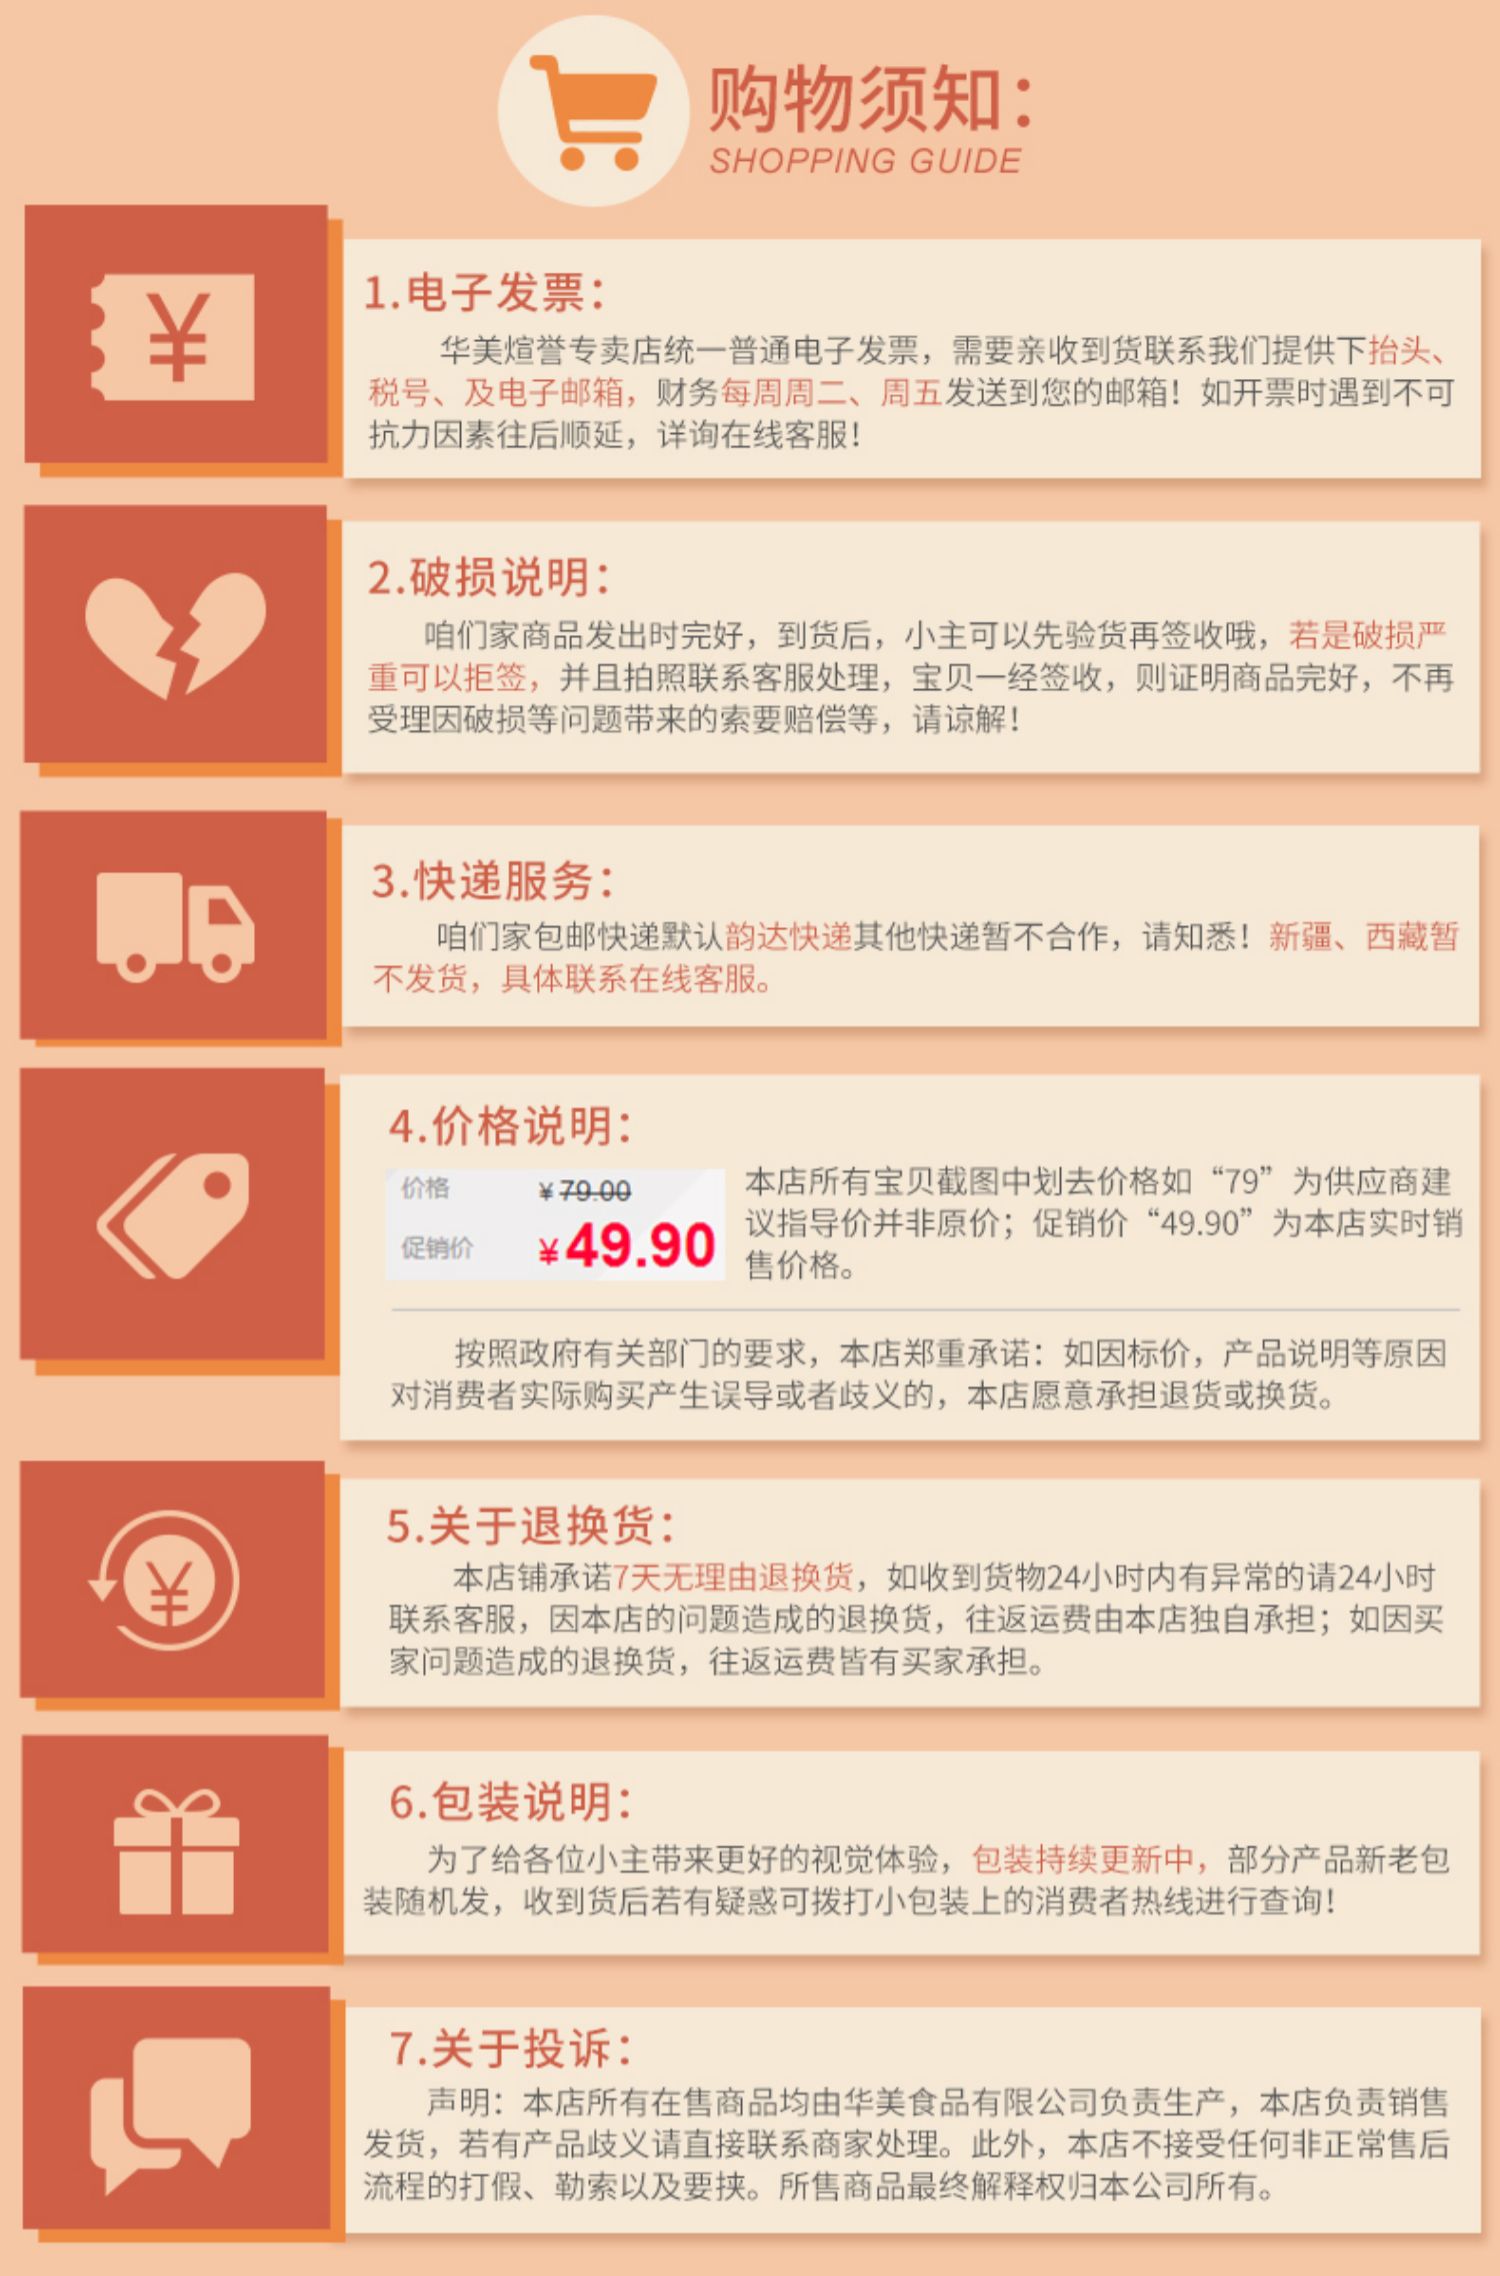 购物须知：
SHOPPING GUIDE
¥
1.电子发票：
华美煊誉专卖店统一普通电子发票，需要亲收到货联系我们提供下抬头、
税号、及电子邮箱，财务每周周二、周五发送到您的邮箱！如开票时遇到不可
抗力因素往后顺延，详询在线客服！
2.破损说明：
咱们家商品发出时完好，到货后，小主可以先验货再签收哦，若是破损严
重可以拒签，并且拍照联系客服处理，宝贝一经签收，则证明商品完好，不再
受理因破损等问题带来的索要赔偿等，请谅解！
3.快递服务：
咱们家包邮快递默认韵达快递其他快递暂不合作，请知悉！新疆、西藏暂
不发货，具体联系在线客服。
4.价格说明：
价格 ¥79.00
促销价 ¥49.90
本店所有宝贝截图中划去价格如“79”为供应商建
议指导价并非原价；促销价“49.90”为本店实时销
售价格。
按照政府有关部门的要求，本店郑重承诺：如因标价，产品说明等原因
对消费者实际购买产生误导或者歧义的，本店愿意承担退货或换货。
¥
5.关于退换货：
本店铺承诺7天无理由退换货，如收到货物24小时内有异常的请24小时
联系客服，因本店的问题造成的退换货，往返运费由本店独自承担；如因买
家问题造成的退换货，往返运费皆有买家承担。
6.包装说明：
为了给各位小主带来更好的视觉体验，包装持续更新中，部分产品新老包
装随机发，收到货后若有疑惑可拨打小包装上的消费者热线进行查询！
7.关于投诉：
声明：本店所有在售商品均由华美食品有限公司负责生产，本店负责销售
发货，若有产品歧义请直接联系商家处理。此外，本店不接受任何非正常售后
流程的打假、勒索以及要挟。所售商品最终解释权归本公司所有。